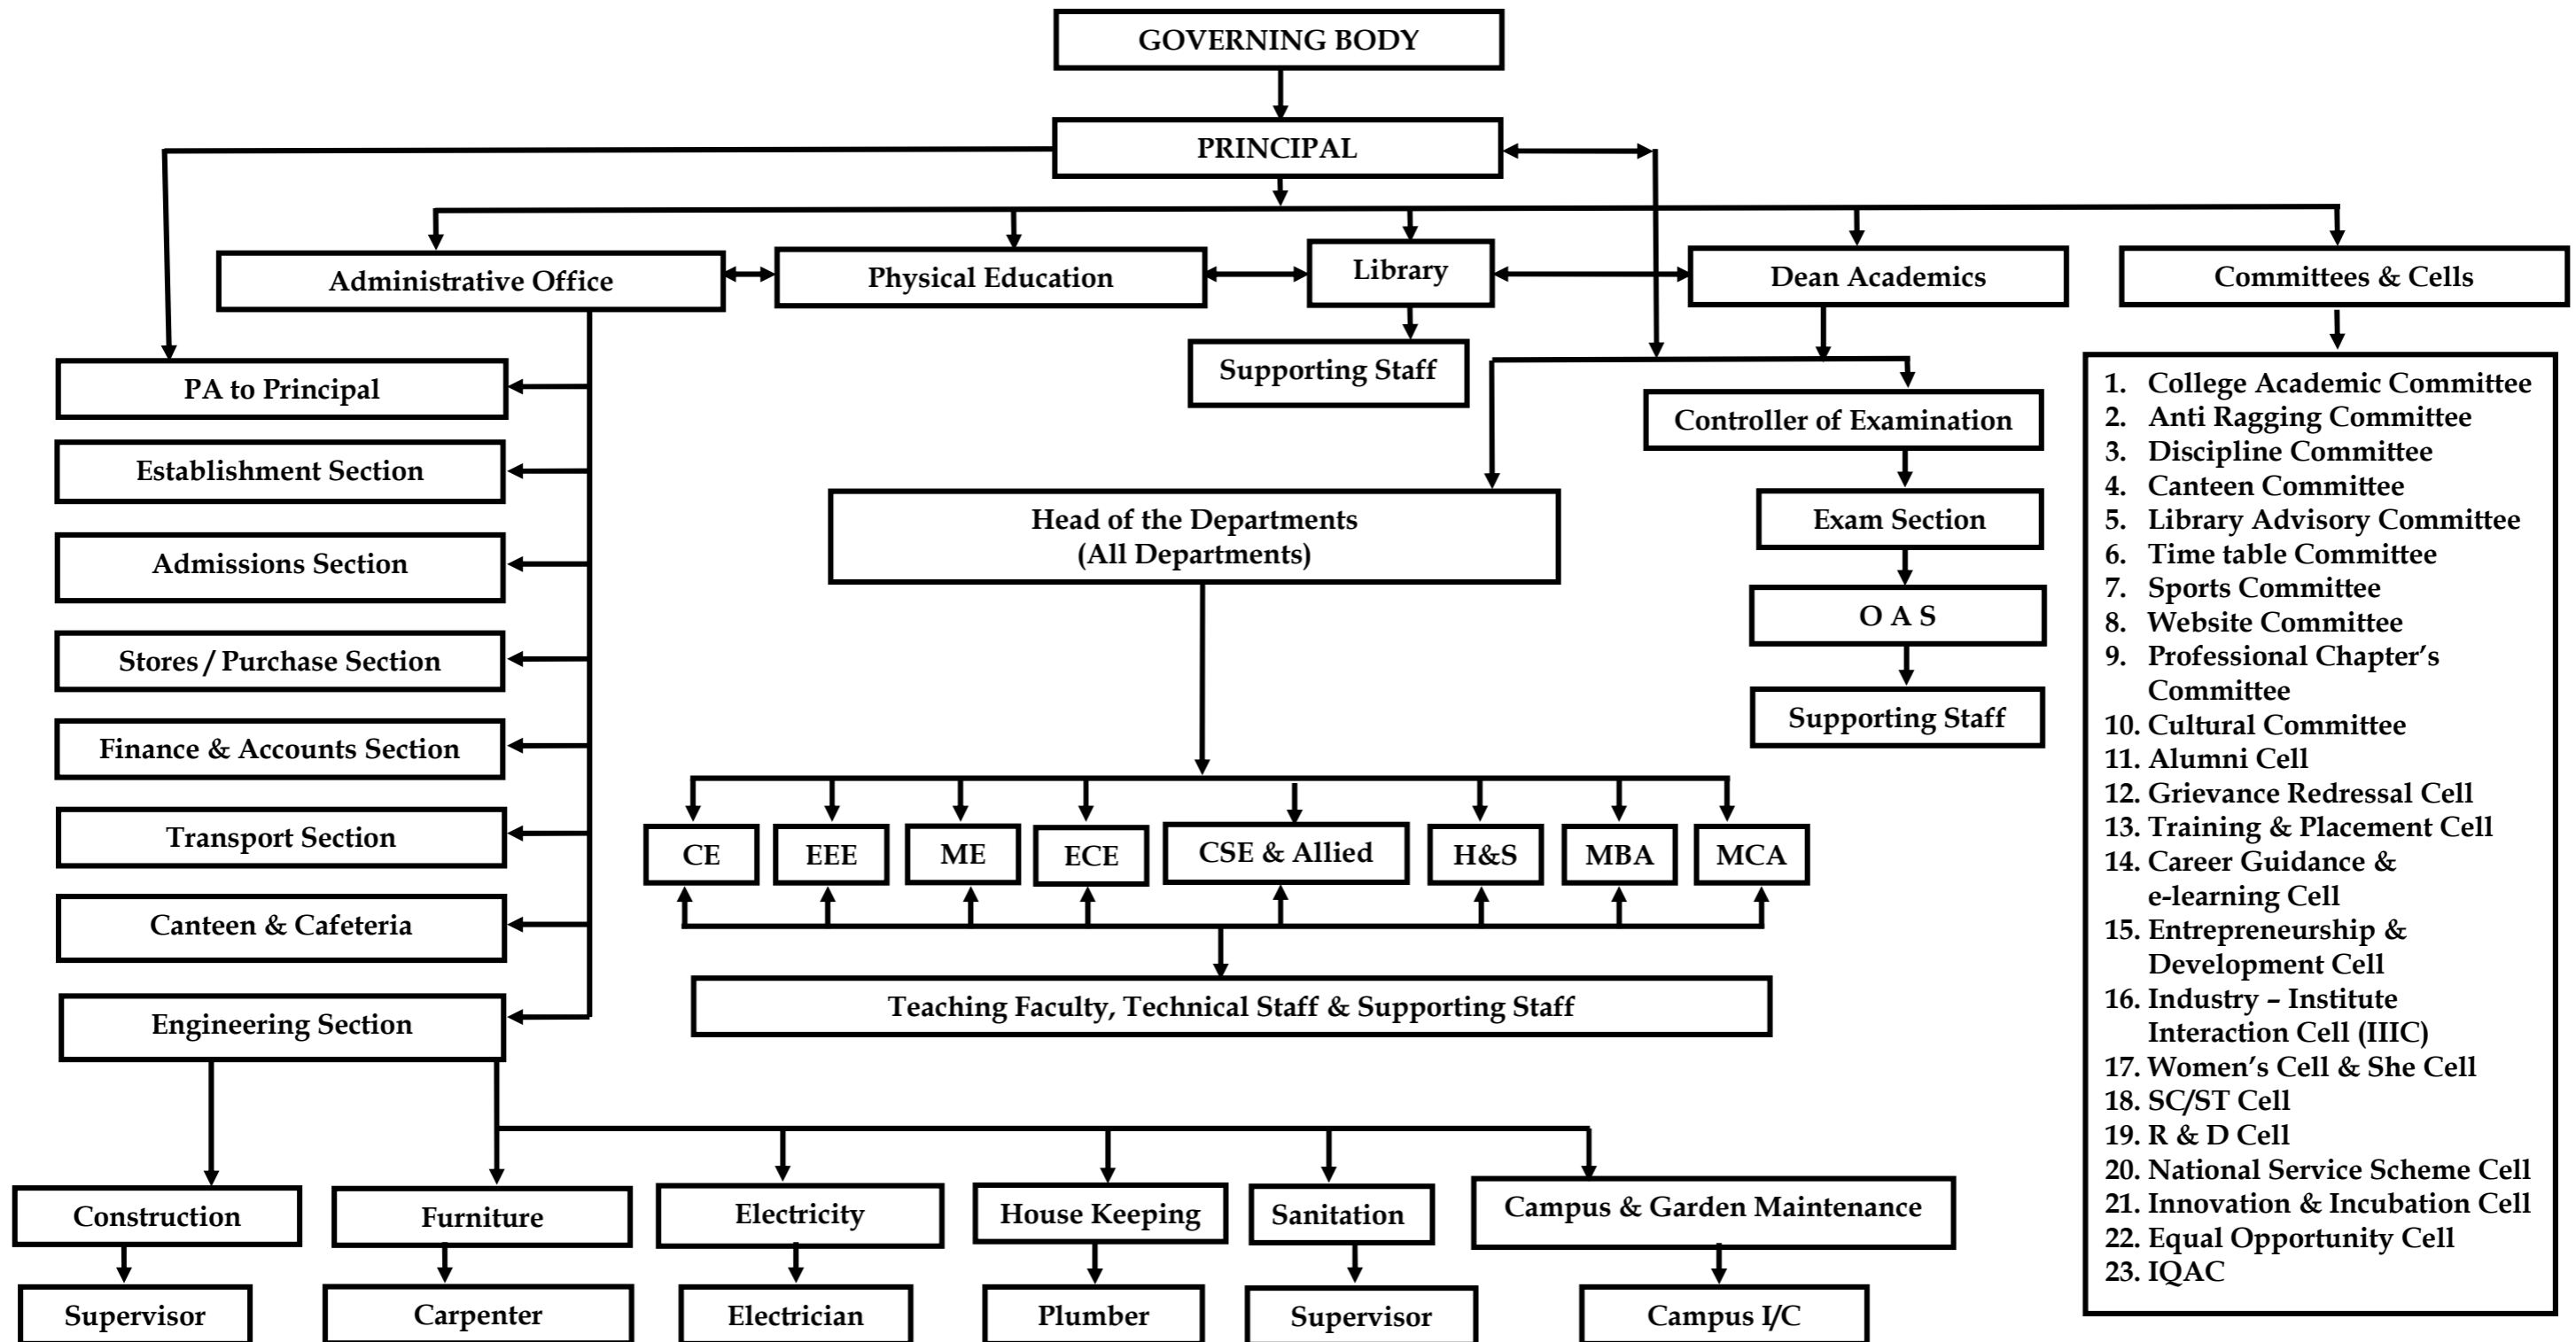 GOVERNING BODY
PRINCIPAL
Administrative Office
Physical Education
Library
Dean Academics
Committees & Cells
Supporting Staff
PA to Principal
Establishment Section
Admissions Section
Stores / Purchase Section
Finance & Accounts Section
Transport Section
Canteen & Cafeteria
Engineering Section
Controller of Examination
Exam Section
O A S
Supporting Staff
Head of the Departments
(All Departments)
CE
EEE
ME
ECE
CSE & Allied
H&S
MBA
MCA
Teaching Faculty, Technical Staff & Supporting Staff
1. College Academic Committee
2. Anti Ragging Committee
3. Discipline Committee
4. Canteen Committee
5. Library Advisory Committee
6. Time table Committee
7. Sports Committee
8. Website Committee
9. Professional Chapter’s
Committee
10. Cultural Committee
11. Alumni Cell
12. Grievance Redressal Cell
13. Training & Placement Cell
14. Career Guidance &
e-learning Cell
15. Entrepreneurship &
Development Cell
16. Industry – Institute
Interaction Cell (IIIC)
17. Women’s Cell & She Cell
18. SC/ST Cell
19. R & D Cell
20. National Service Scheme Cell
21. Innovation & Incubation Cell
22. Equal Opportunity Cell
23. IQAC
Construction
Furniture
Electricity
House Keeping
Sanitation
Campus & Garden Maintenance
Supervisor
Carpenter
Electrician
Plumber
Supervisor
Campus I/C